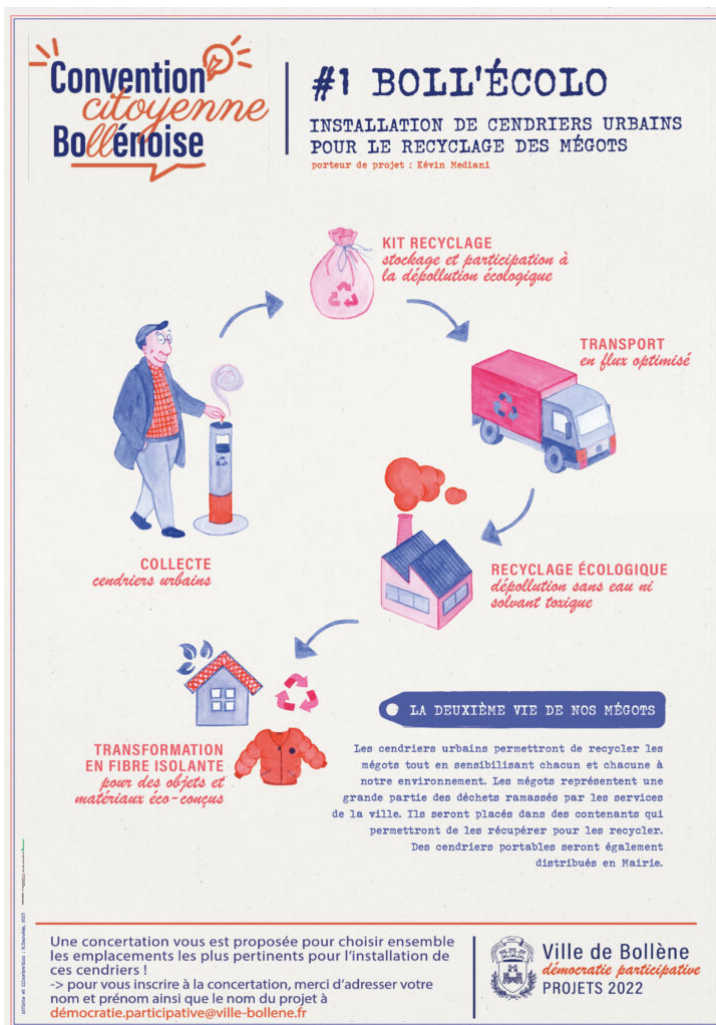 Convention
citoyenne
Bollénoise
#1 BOLL'ÉCOLO
INSTALLATION DE CENDRIERS URBAINS
POUR LE RECYCLAGE DES MÉGOTS
porteur de projet : Kévin Mediani
KIT RECYCLAGE
stockage et participation à
la dépollution écologique
TRANSPORT
en flux optimisé
COLLECTE
cendriers urbains
RECYCLAGE ÉCOLOGIQUE
dépollution sans eau ni
solvant toxique
TRANSFORMATION
EN FIBRE ISOLANTE
pour des objets et
matériaux éco-conçus
LA DEUXIÈME VIE DE NOS MÉGOTS
Les cendriers urbains permettront de recycler les
mégots tout en sensibilisant chacun et chacune à
notre environnement. Les mégots représentent une
grande partie des déchets ramassés par les services
de la ville. Ils seront placés dans des contenants qui
permettront de les récupérer pour les recycler.
Des cendriers portables seront également
distribués en Mairie.
Une concertation vous est proposée pour choisir ensemble
les emplacements les plus pertinents pour l'installation de
ces cendriers !
-> pour vous inscrire à la concertation, merci d'adresser votre
nom et prénom ainsi que le nom du projet à
démocratie.participative@ville-bollene.fr
Ville de Bollène
démocratie participative
PROJETS 2022